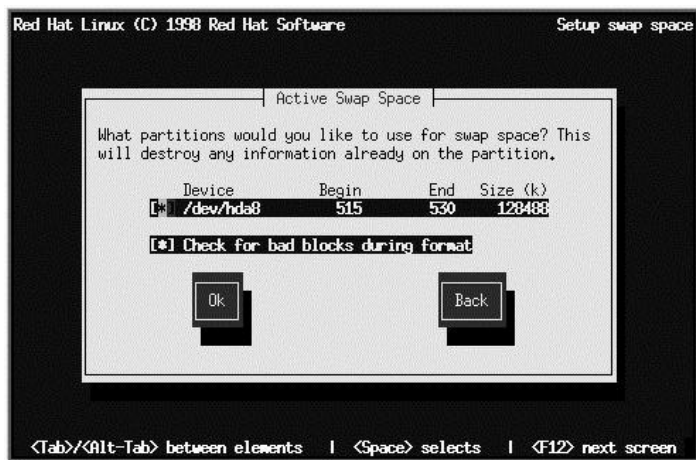 Red Hat Linux (C) 1998 Red Hat Software Setup swap space
Active Swap Space
What partitions would you like to use for swap space? This
will destroy any information already on the partition.
Device Begin End Size (k)
[*] /dev/hda8 515 530 128488
[*] Check for bad blocks during format
Ok Back
<Tab>/<Alt-Tab> between elements | <Space> selects | <F12> next screen